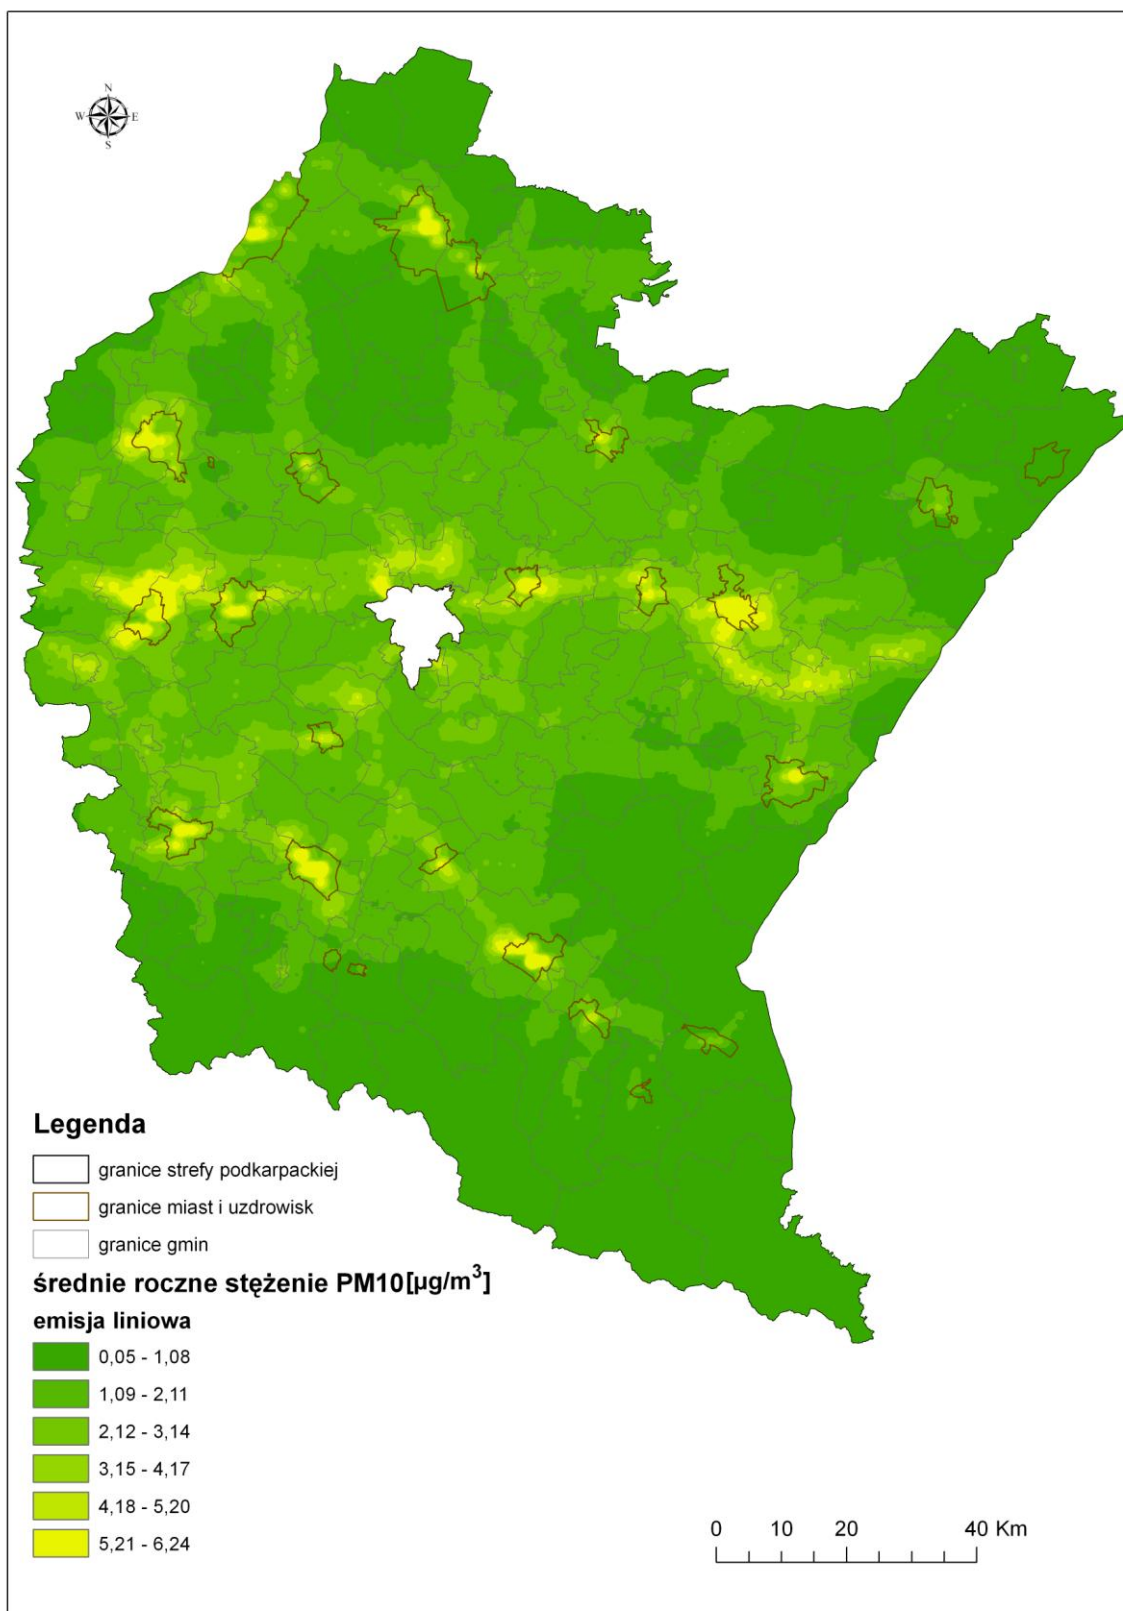 N
W E
S
Legenda
granice strefy podkarpackiej
granice miast i uzdrowisk
granice gmin
średnie roczne stężenie PM10[µg/m³]
emisja liniowa
0,05 - 1,08
1,09 - 2,11
2,12 - 3,14
3,15 - 4,17
4,18 - 5,20
5,21 - 6,24
0 10 20 40 Km